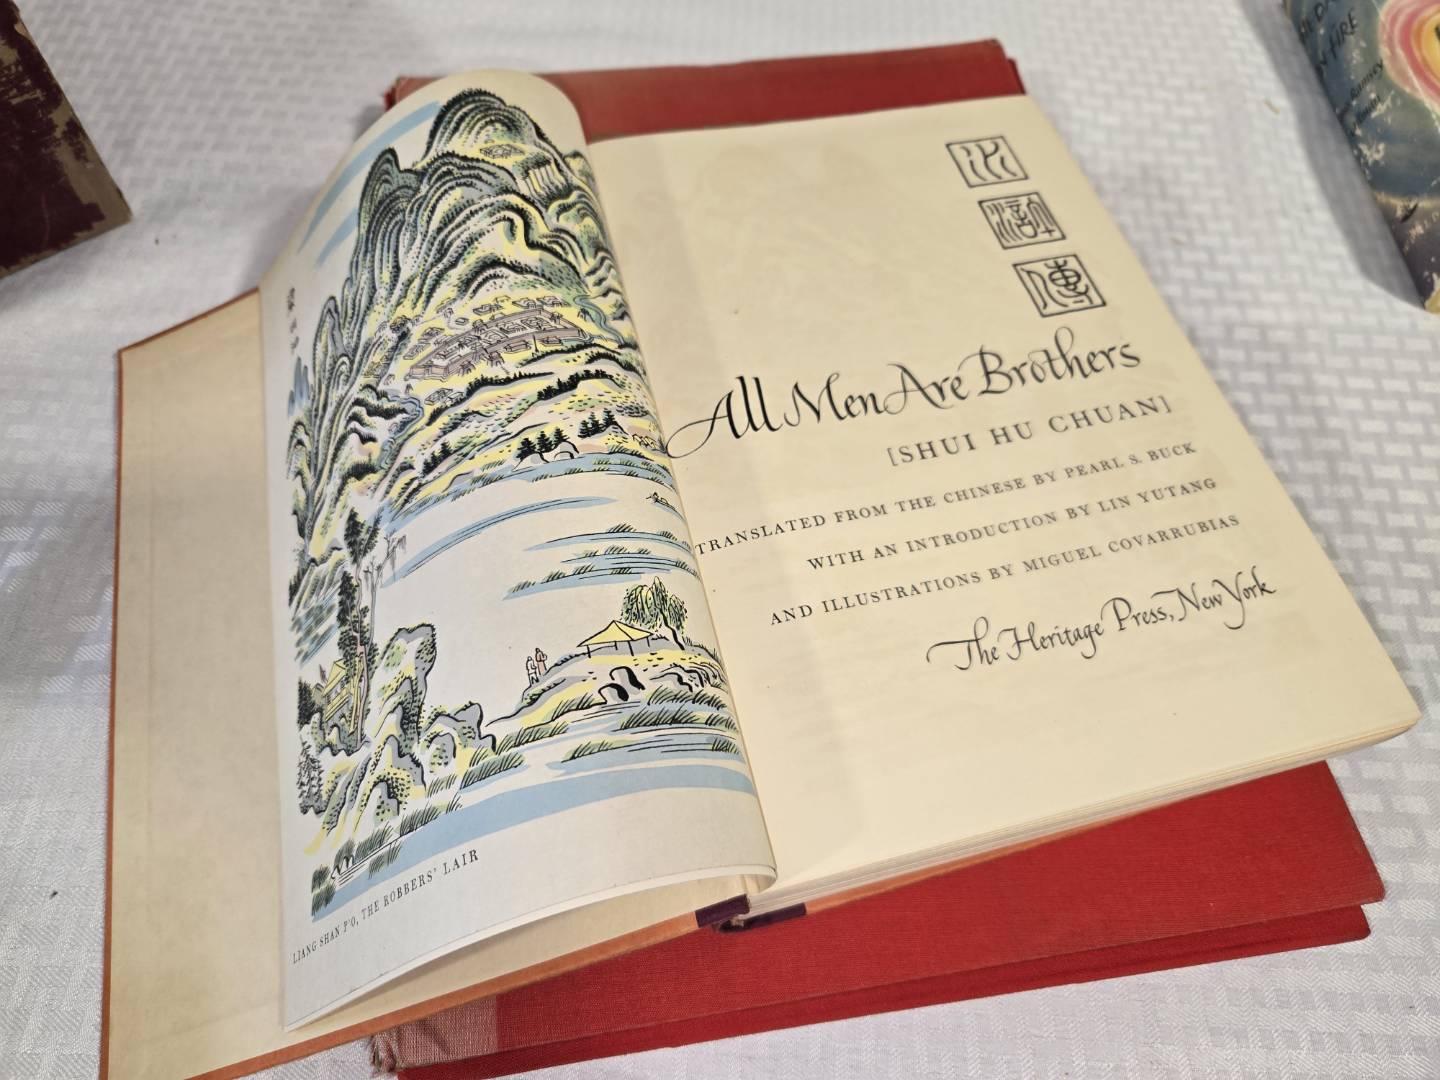 水
滸
傳
All Men Are Brothers
[SHUI HU CHUAN]
TRANSLATED FROM THE CHINESE BY PEARL S. BUCK
WITH AN INTRODUCTION BY LIN YUTANG
AND ILLUSTRATIONS BY MIGUEL COVARRUBIAS
The Heritage Press, New York
LIANG SHAN P'O, THE ROBBERS' LAIR
FIRE